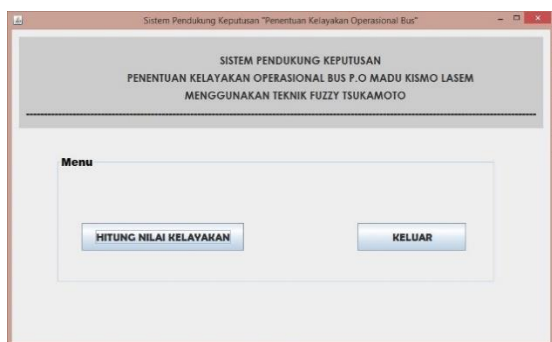 Sistem Pendukung Keputusan "Penentuan Kelayakan Operasional Bus"
SISTEM PENDUKUNG KEPUTUSAN
PENENTUAN KELAYAKAN OPERASIONAL BUS P.O MADU KISMO LASEM
MENGGUNAKAN TEKNIK FUZZY TSUKAMOTO
Menu
HITUNG NILAI KELAYAKAN
KELUAR